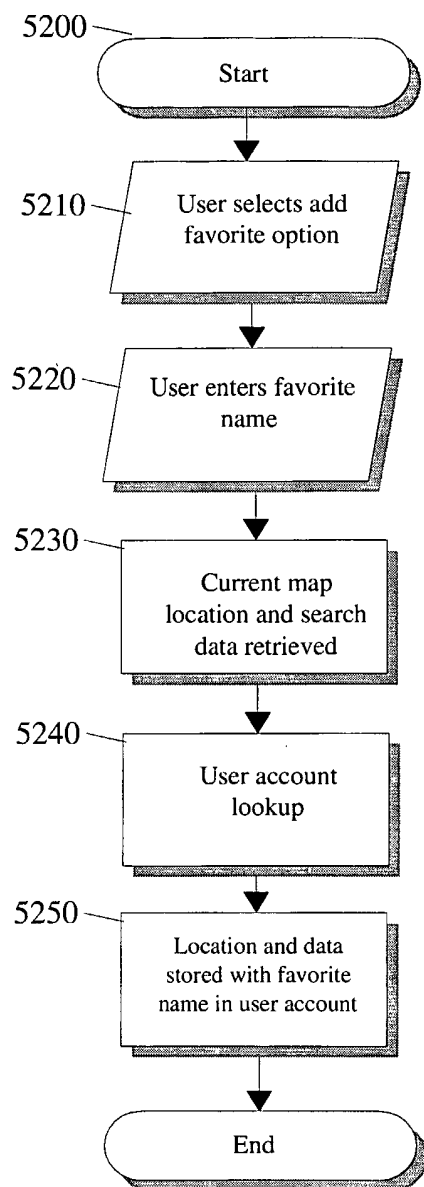 5200
Start
5210
User selects add
favorite option
5220
User enters favorite
name
5230
Current map
location and search
data retrieved
5240
User account
lookup
5250
Location and data
stored with favorite
name in user account
End